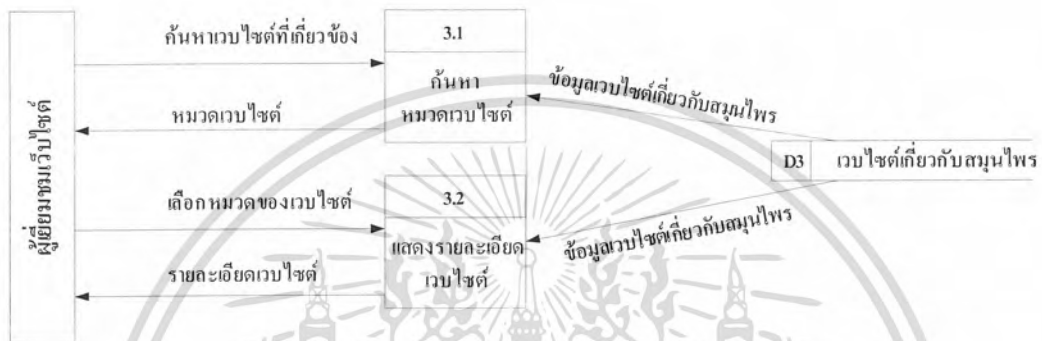 ค้นหาเวบไซต์ที่เกี่ยวข้อง
3.1
ค้นหา
หมวดเวบไซต์
ข้อมูลเวบไซต์เกี่ยวกับสมุนไพร
หมวดเวบไซต์
ผู้เยี่ยมชมเว็บไซต์
D3 เวบไซต์เกี่ยวกับสมุนไพร
เลือกหมวดของเวบไซต์
3.2
แสดงรายละเอียด
เวบไซต์
ข้อมูลเวบไซต์เกี่ยวกับสมุนไพร
รายละเอียดเวบไซต์